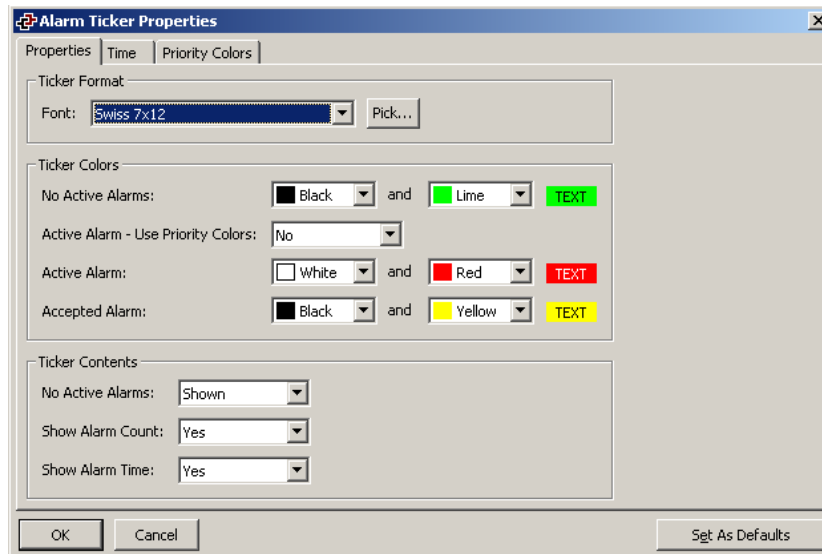 Alarm Ticker Properties
Properties Time Priority Colors
Ticker Format
Font: Swiss 7x12 Pick...
Ticker Colors
No Active Alarms: Black and Lime TEXT
Active Alarm - Use Priority Colors: No
Active Alarm: White and Red TEXT
Accepted Alarm: Black and Yellow TEXT
Ticker Contents
No Active Alarms: Shown
Show Alarm Count: Yes
Show Alarm Time: Yes
OK Cancel Set As Defaults